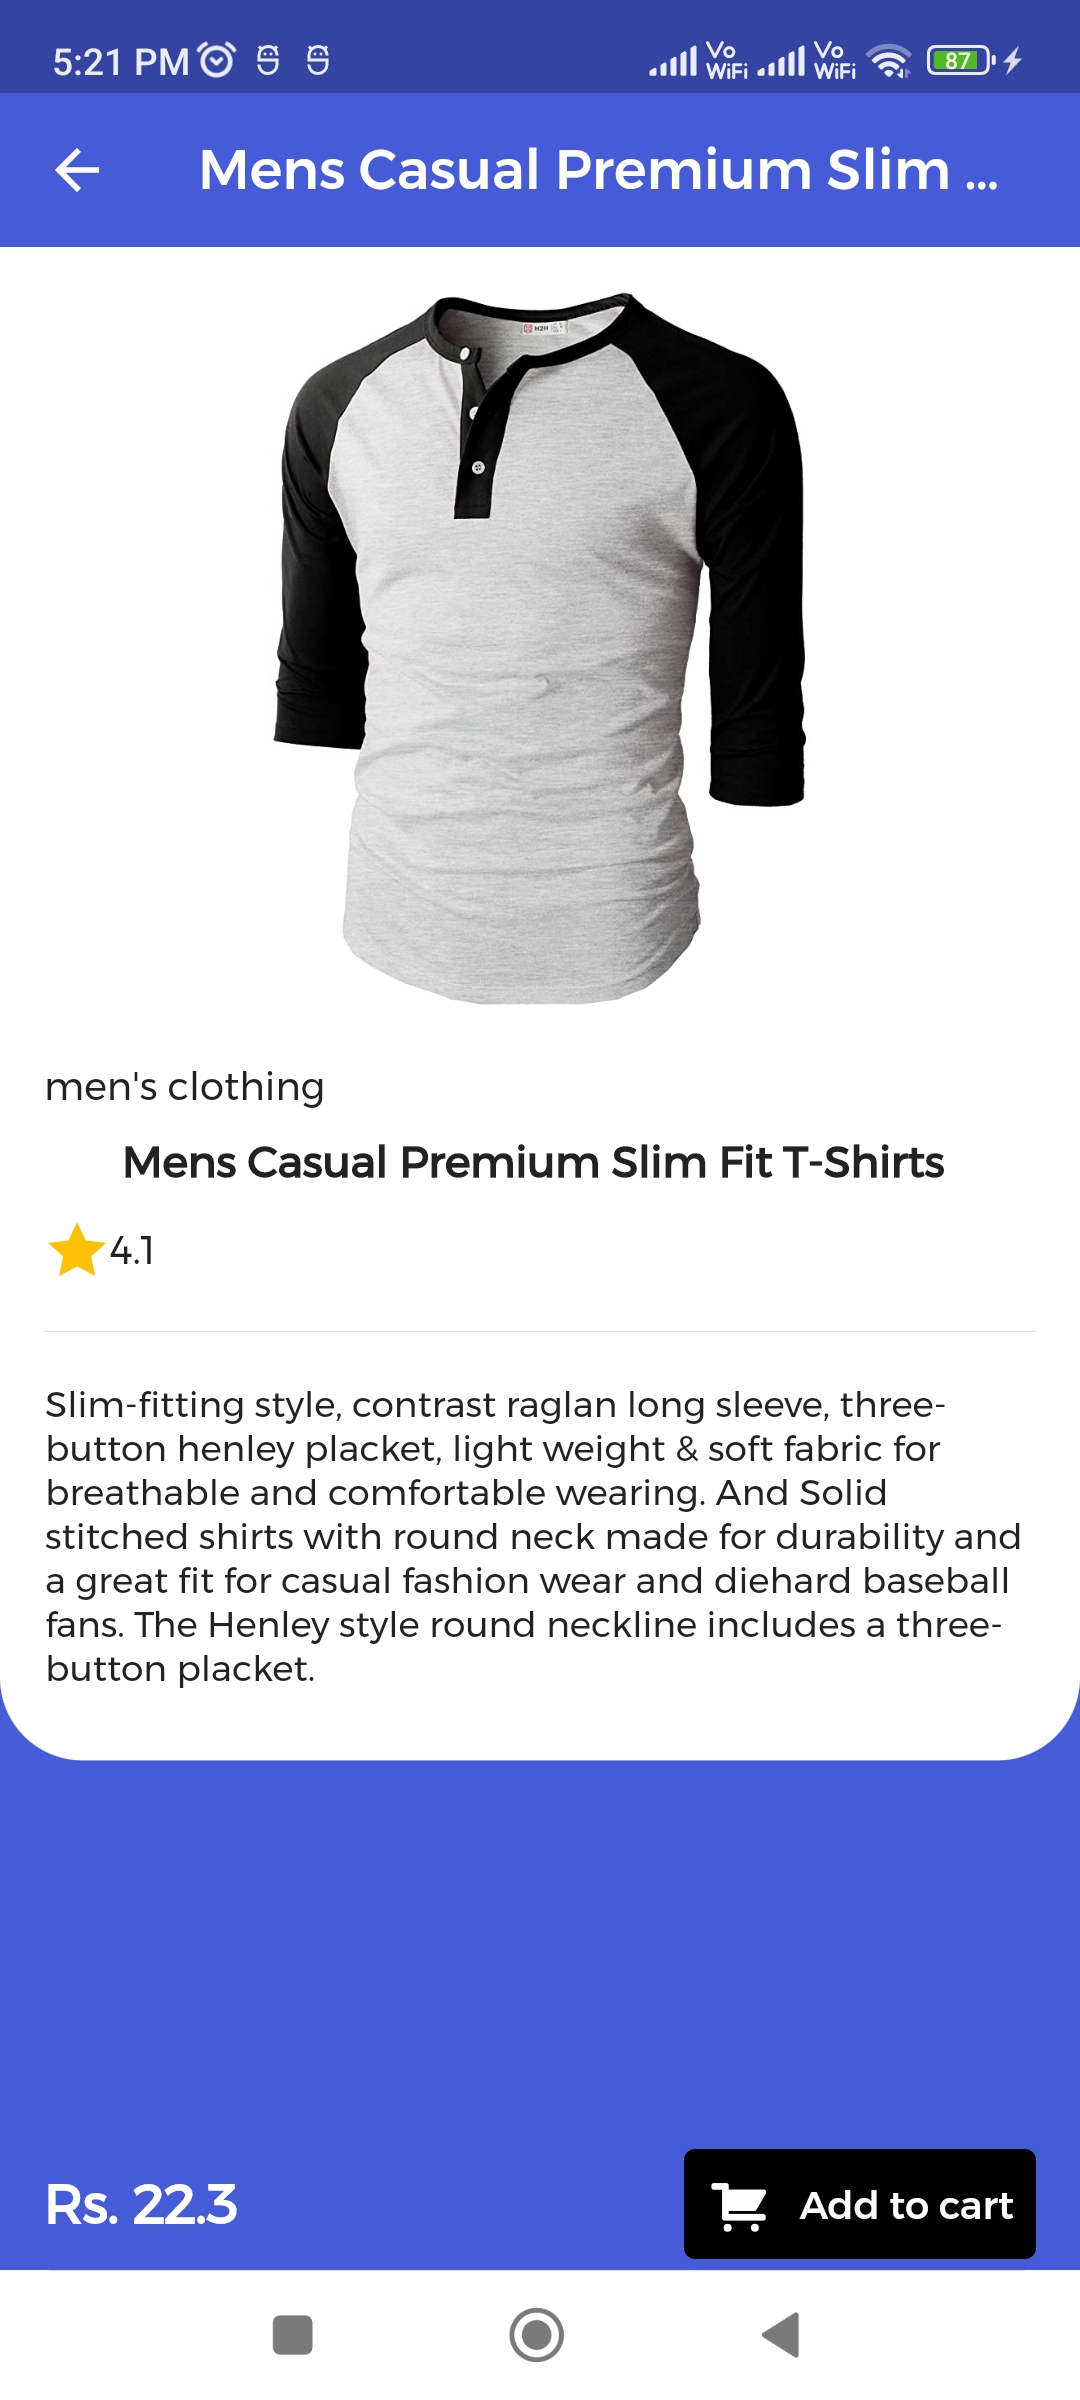 5:21 PM
Vo WiFi Vo WiFi 87
Mens Casual Premium Slim ...
H2H
men's clothing
Mens Casual Premium Slim Fit T-Shirts
4.1
Slim-fitting style, contrast raglan long sleeve, three-
button henley placket, light weight & soft fabric for
breathable and comfortable wearing. And Solid
stitched shirts with round neck made for durability and
a great fit for casual fashion wear and diehard baseball
fans. The Henley style round neckline includes a three-
button placket.
Rs. 22.3
Add to cart